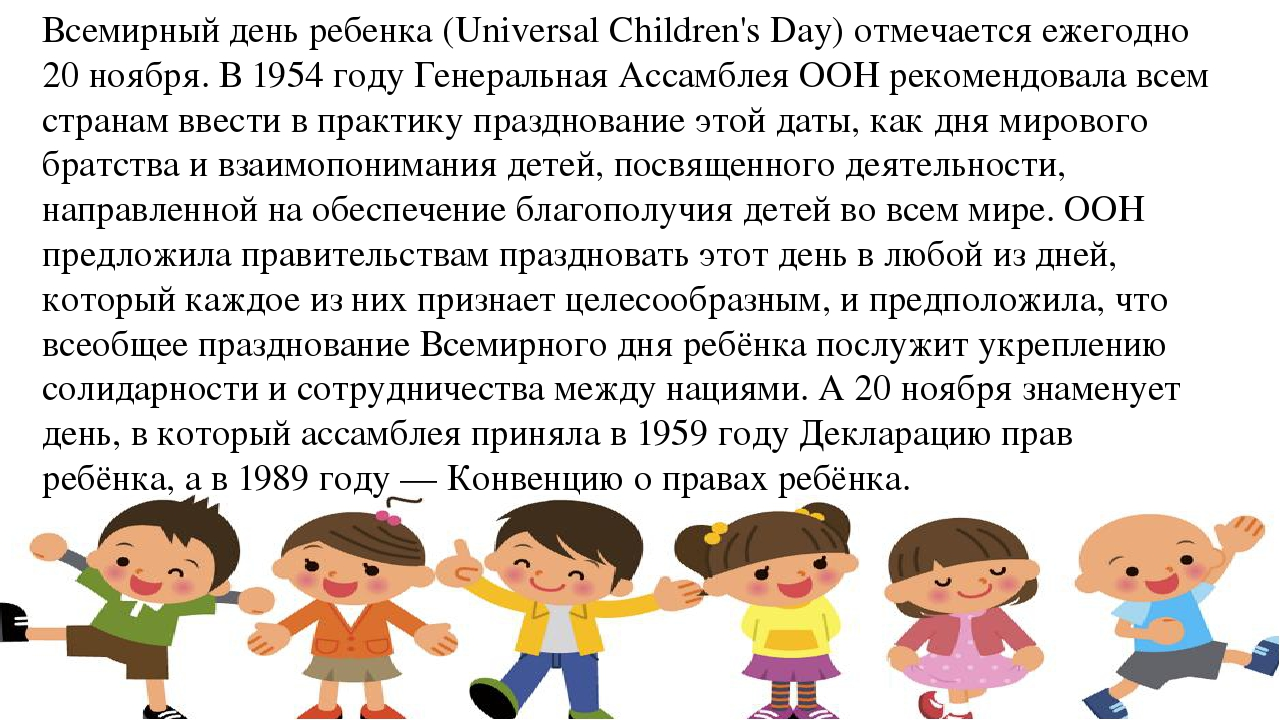 Всемирный день ребенка (Universal Children's Day) отмечается ежегодно
20 ноября. В 1954 году Генеральная Ассамблея ООН рекомендовала всем
странам ввести в практику празднование этой даты, как дня мирового
братства и взаимопонимания детей, посвященного деятельности,
направленной на обеспечение благополучия детей во всем мире. ООН
предложила правительствам праздновать этот день в любой из дней,
который каждое из них признает целесообразным, и предположила, что
всеобщее празднование Всемирного дня ребёнка послужит укреплению
солидарности и сотрудничества между нациями. А 20 ноября знаменует
день, в который ассамблея приняла в 1959 году Декларацию прав
ребёнка, а в 1989 году — Конвенцию о правах ребёнка.